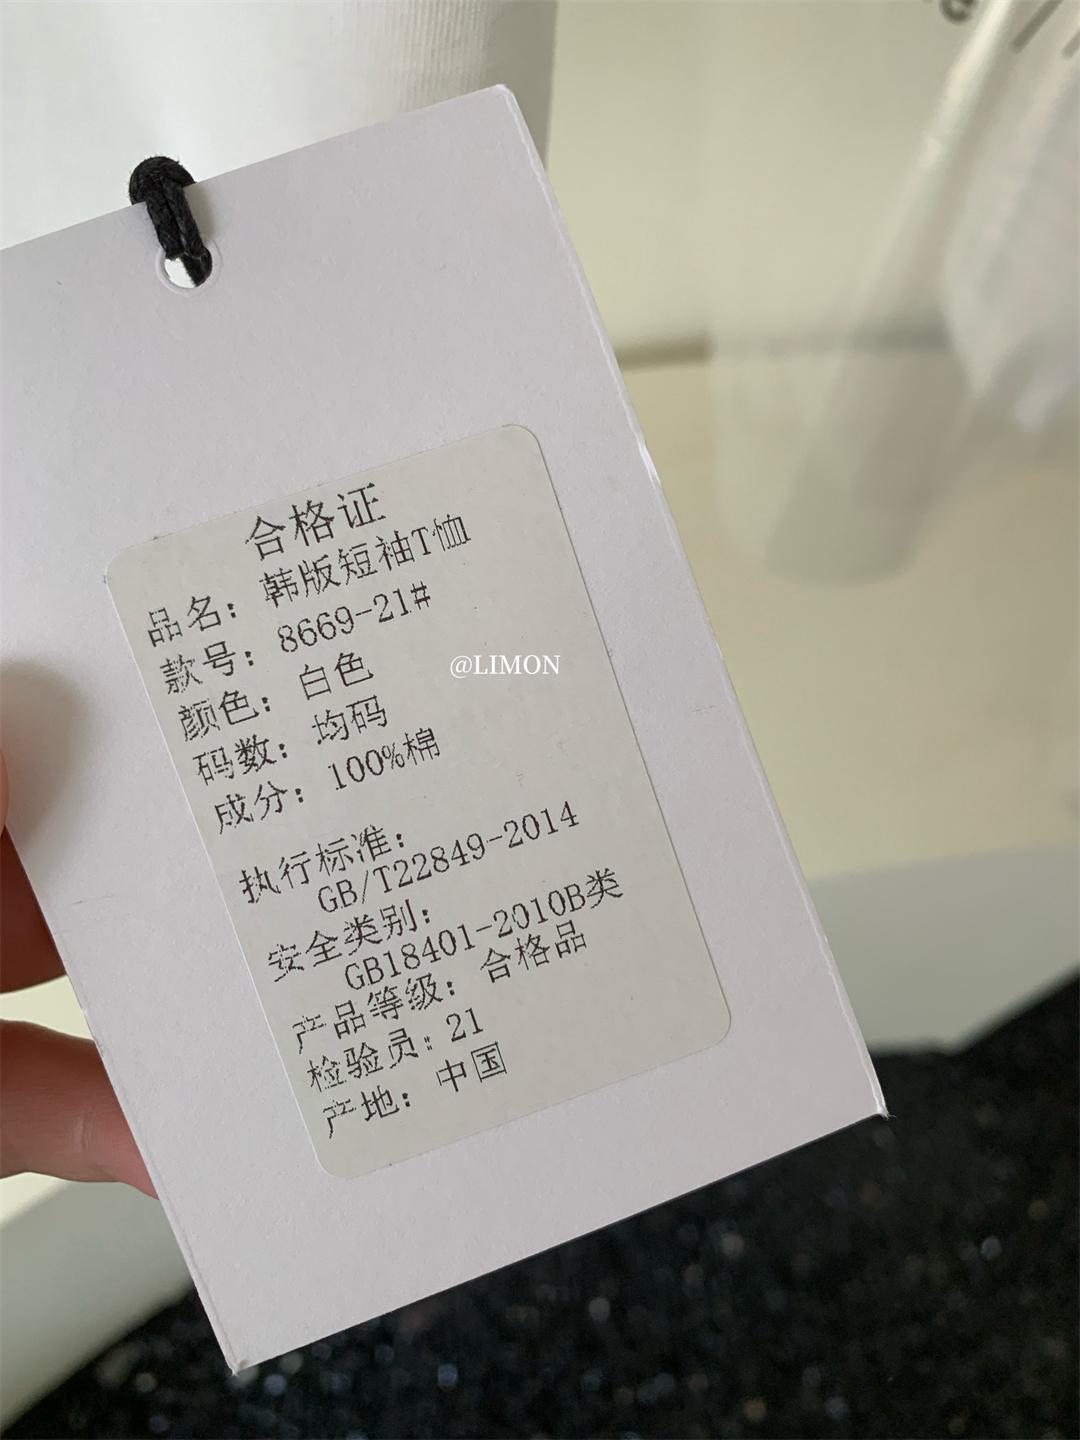 合格证
品名：韩版短袖T恤
款号：8669-21#
颜色：白色
码数：均码
成分：100%棉
执行标准：
GB/T22849-2014
安全类别：
GB18401-2010B类
产品等级：合格品
检验员：21
产地：中国
@LIMON